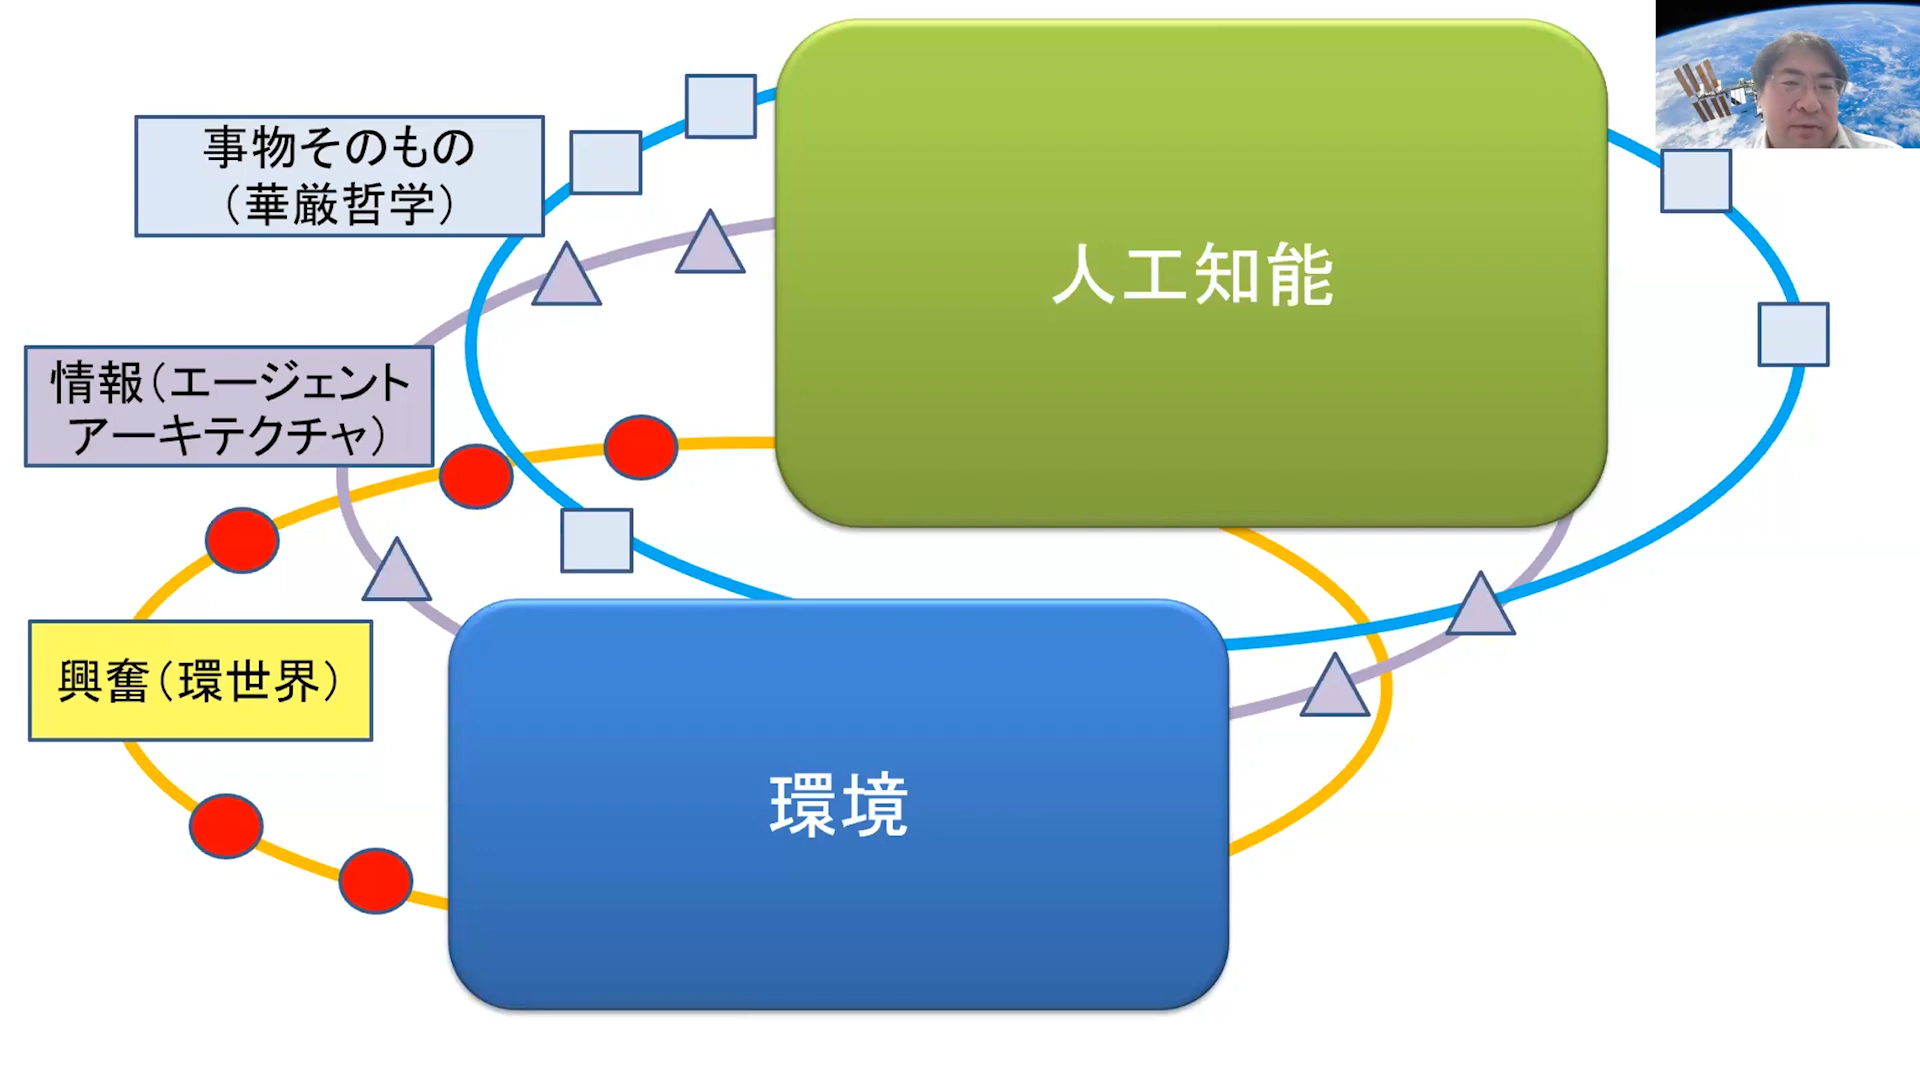 事物そのもの
（華厳哲学）
人工知能
情報（エージェント
アーキテクチャ）
興奮（環世界）
環境